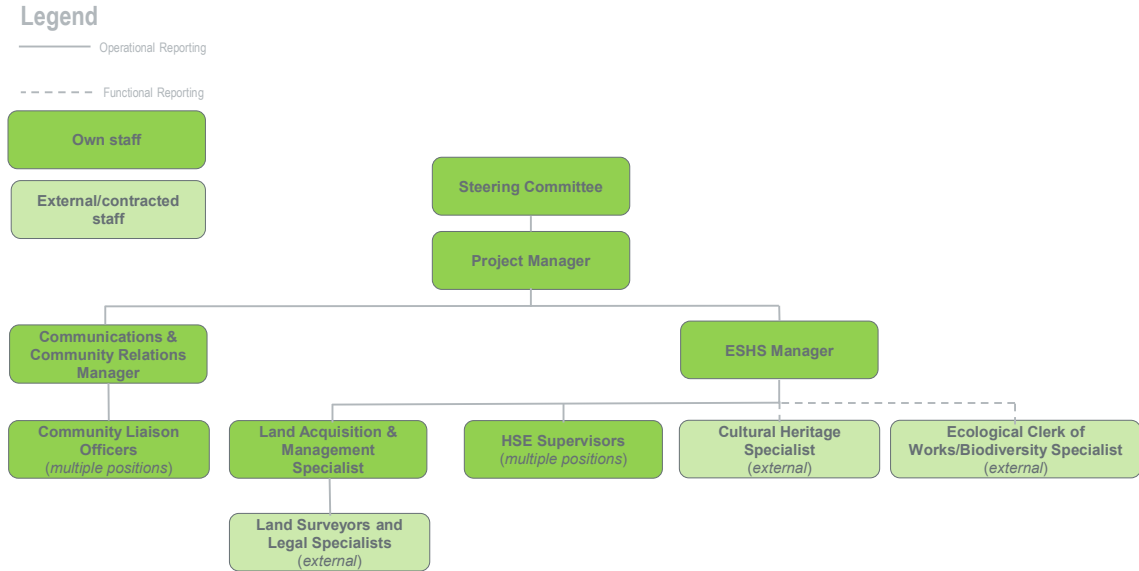 Legend
Operational Reporting
Functional Reporting
Own staff
External/contracted
staff
Steering Committee
Project Manager
Communications &
Community Relations
Manager
ESHS Manager
Community Liaison
Officers
(multiple positions)
Land Acquisition &
Management
Specialist
HSE Supervisors
(multiple positions)
Cultural Heritage
Specialist
(external)
Ecological Clerk of
Works/Biodiversity Specialist
(external)
Land Surveyors and
Legal Specialists
(external)